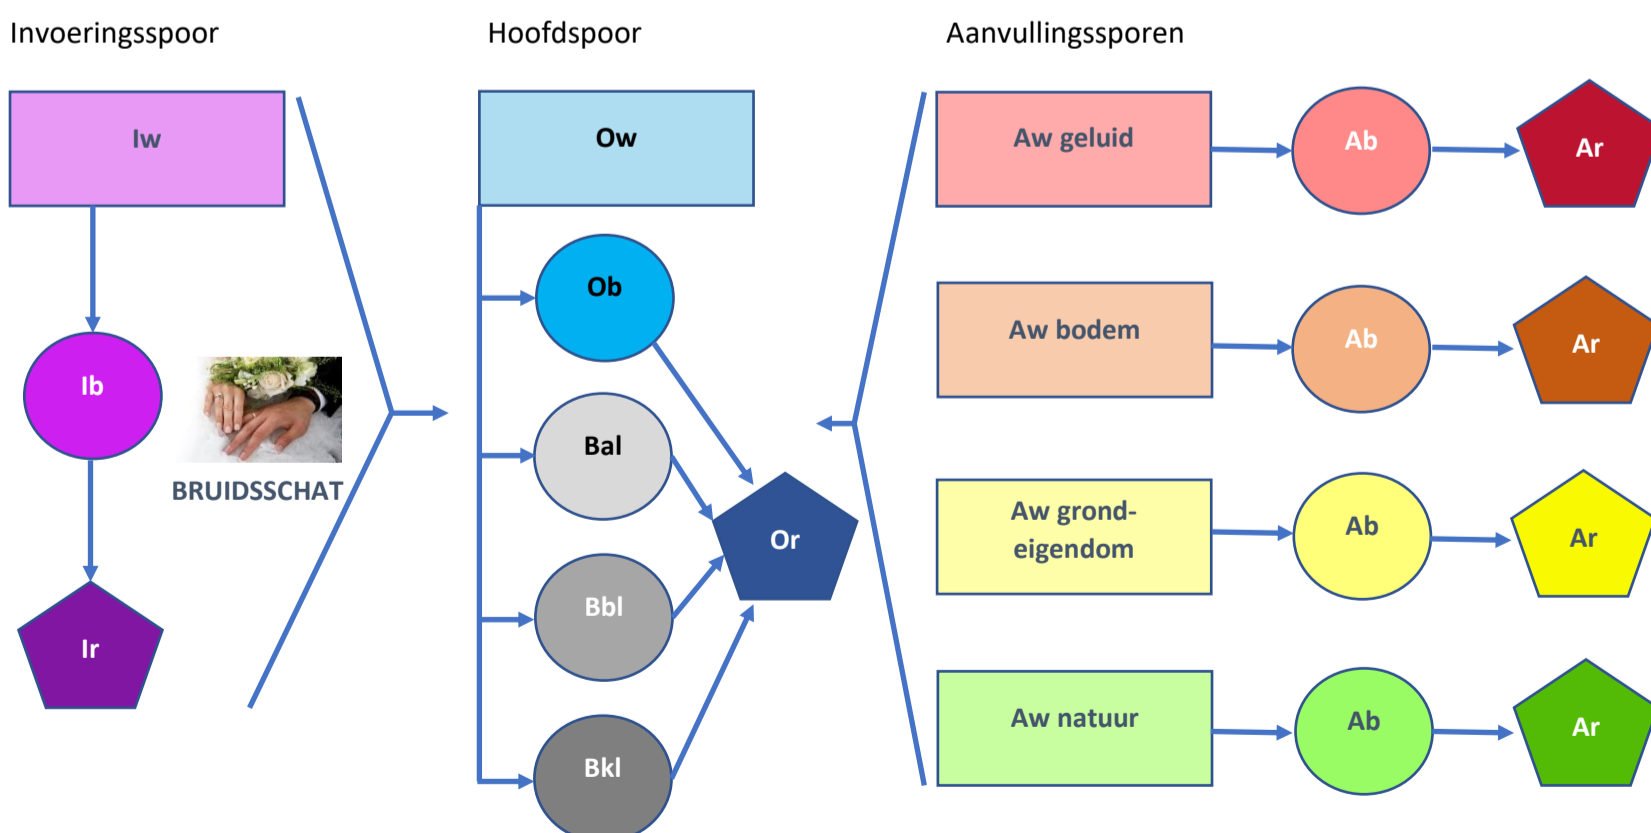 Invoeringsspoor
Hoofdspoor
Aanvullingssporen
Iw
Ib
BRUIDSSCHAT
Ir
Ow
Ob
Bal
Bbl
Bkl
Or
Aw geluid
Ab
Ar
Aw bodem
Ab
Ar
Aw grond-
eigendom
Ab
Ar
Aw natuur
Ab
Ar